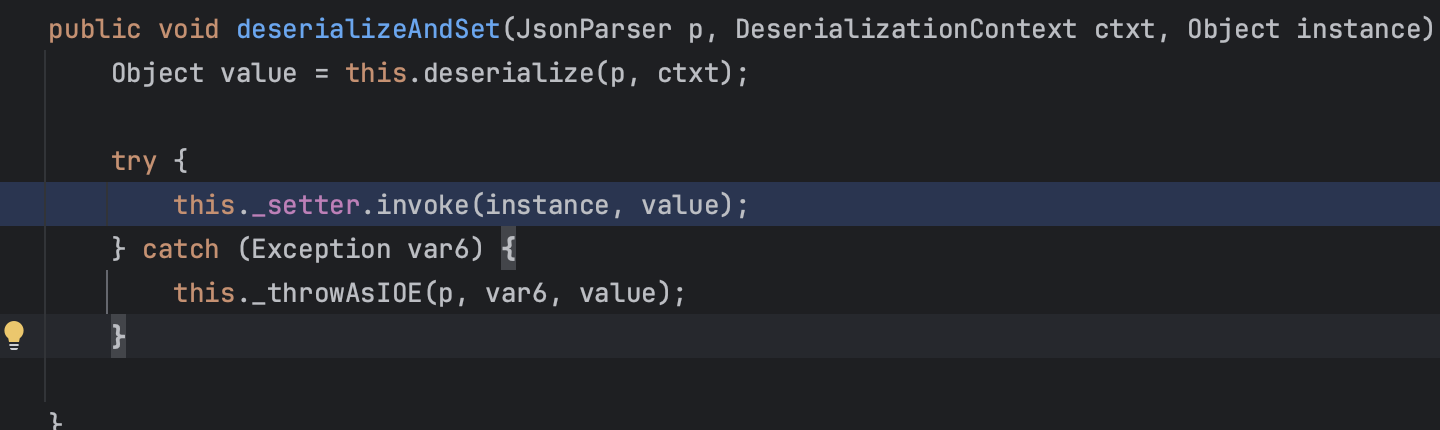 public void deserializeAndSet(JsonParser p, DeserializationContext ctxt, Object instance)
Object value = this.deserialize(p, ctxt);
try {
this._setter.invoke(instance, value);
} catch (Exception var6) {
this._throwAsIOE(p, var6, value);
}
}